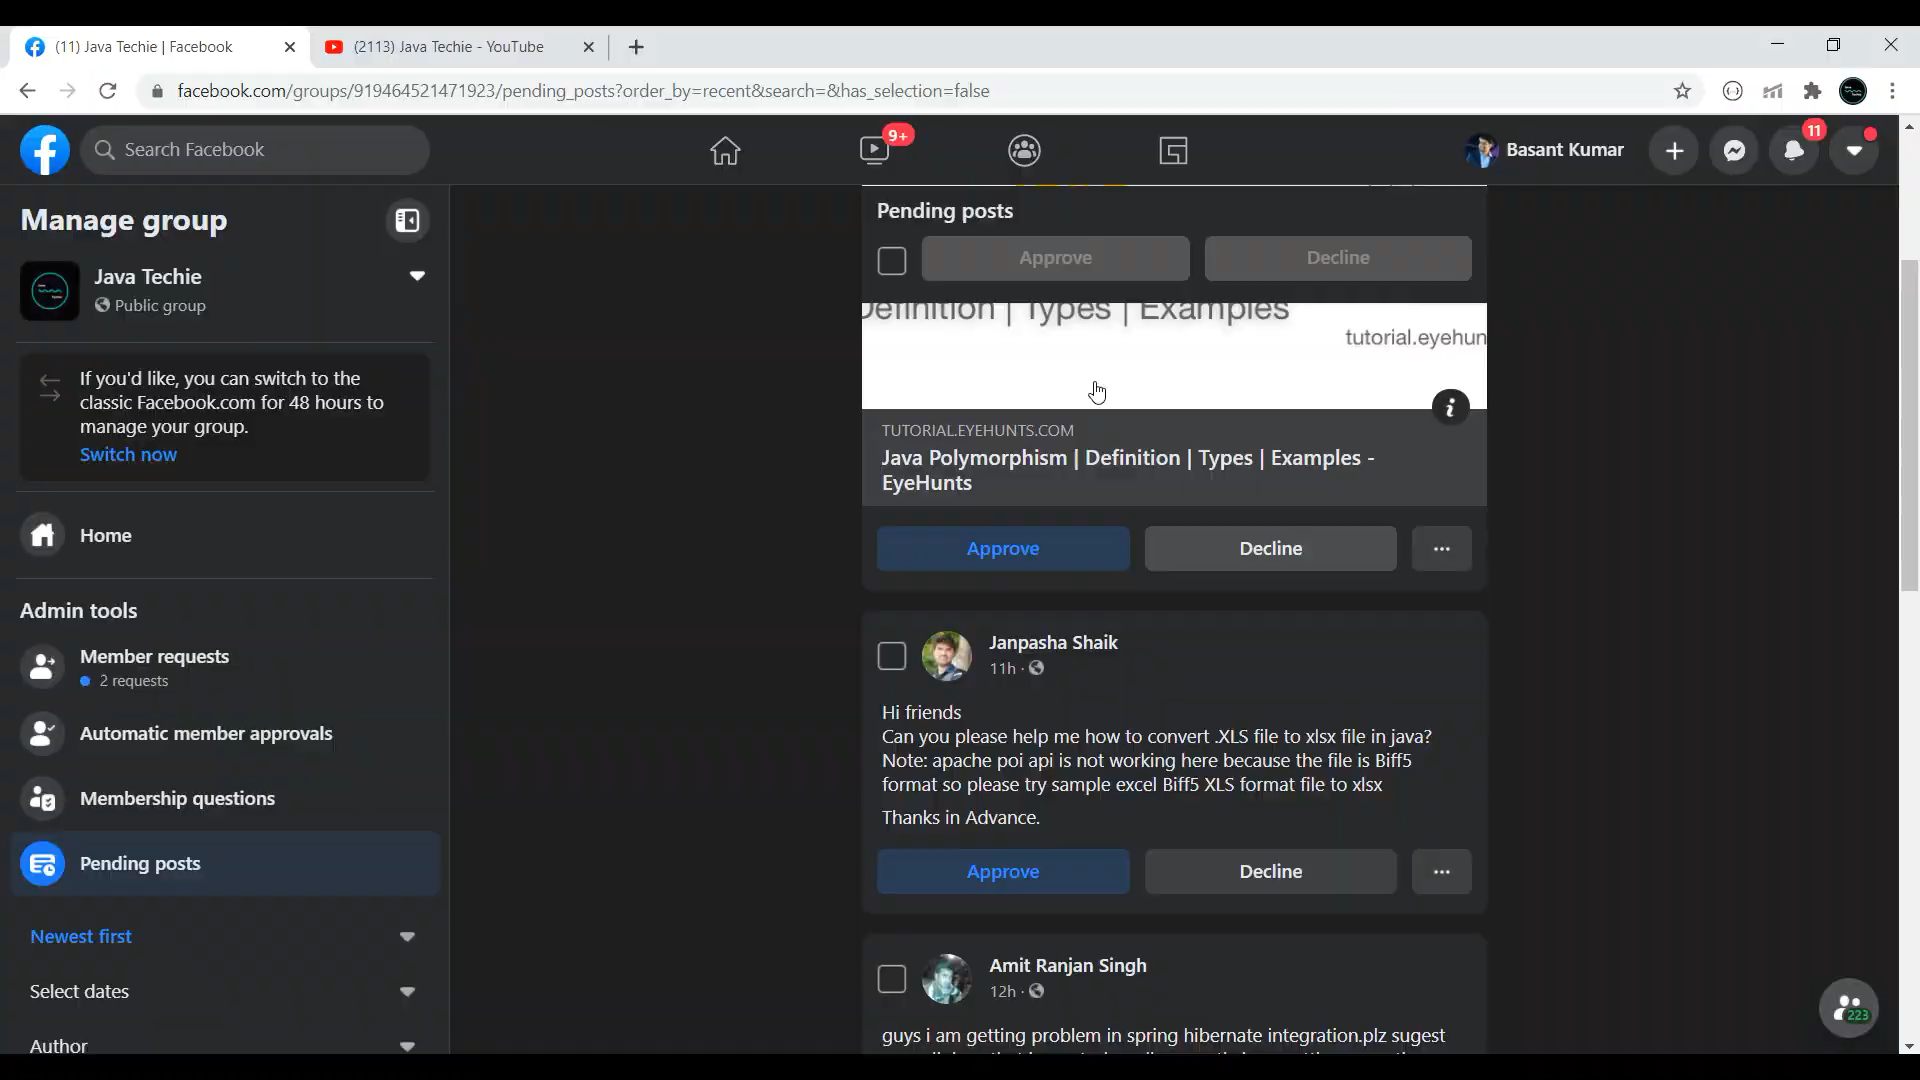 (11) Java Techie | Facebook
(2113) Java Techie - YouTube
facebook.com/groups/919464521471923/pending_posts?order_by=recent&search=&has_selection=false
Search Facebook
9+
Basant Kumar
11
Manage group
Java Techie
Public group
If you'd like, you can switch to the
classic Facebook.com for 48 hours to
manage your group.
Switch now
Home
Admin tools
Member requests
2 requests
Automatic member approvals
Membership questions
Pending posts
Newest first
Select dates
Author
Pending posts
Approve
Decline
Definition | Types | Examples
tutorial.eyehun
i
TUTORIAL.EYEHUNTS.COM
Java Polymorphism | Definition | Types | Examples -
EyeHunts
Approve
Decline
Janpasha Shaik
11h ·
Hi friends
Can you please help me how to convert .XLS file to xlsx file in java?
Note: apache poi api is not working here because the file is Biff5
format so please try sample excel Biff5 XLS format file to xlsx
Thanks in Advance.
Approve
Decline
Amit Ranjan Singh
12h ·
guys i am getting problem in spring hibernate integration.plz sugest
223